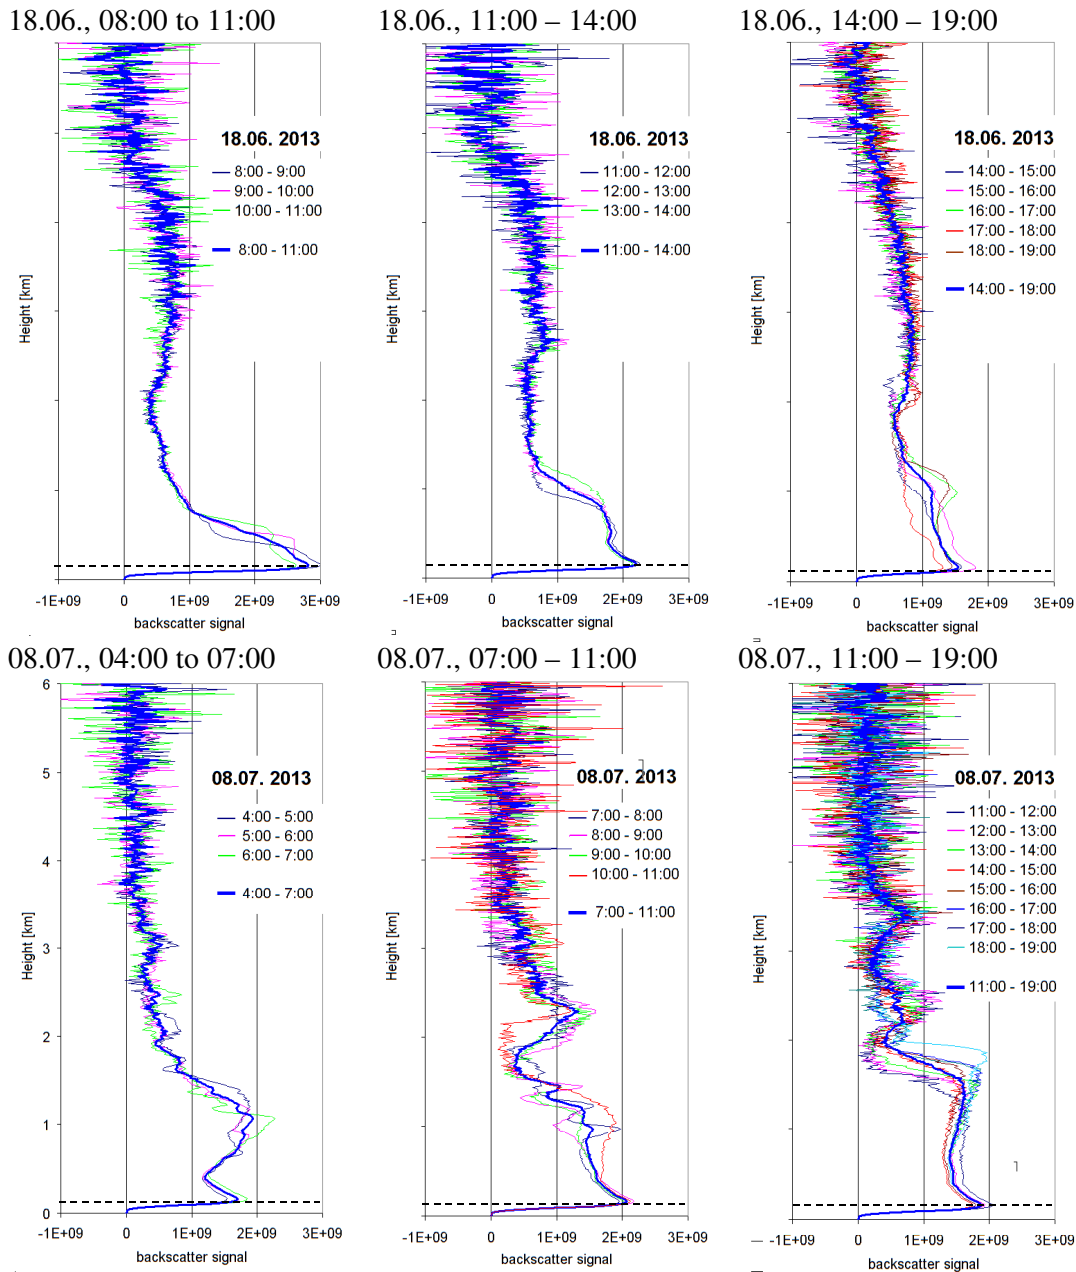 18.06., 08:00 to 11:00
18.06., 11:00 – 14:00
18.06., 14:00 – 19:00
18.06. 2013
8:00 - 9:00
9:00 - 10:00
10:00 - 11:00
8:00 - 11:00
Height [km]
-1E+09 0 1E+09 2E+09 3E+09
backscatter signal
18.06. 2013
11:00 - 12:00
12:00 - 13:00
13:00 - 14:00
11:00 - 14:00
Height [km]
-1E+09 0 1E+09 2E+09 3E+09
backscatter signal
18.06. 2013
14:00 - 15:00
15:00 - 16:00
16:00 - 17:00
17:00 - 18:00
18:00 - 19:00
14:00 - 19:00
Height [km]
-1E+09 0 1E+09 2E+09 3E+09
backscatter signal
08.07., 04:00 to 07:00
08.07., 07:00 – 11:00
08.07., 11:00 – 19:00
6
5
4
3
2
1
0
08.07. 2013
4:00 - 5:00
5:00 - 6:00
6:00 - 7:00
4:00 - 7:00
Height [km]
-1E+09 0 1E+09 2E+09 3E+09
backscatter signal
08.07. 2013
7:00 - 8:00
8:00 - 9:00
9:00 - 10:00
10:00 - 11:00
7:00 - 11:00
Height [km]
-1E+09 0 1E+09 2E+09 3E+09
backscatter signal
08.07. 2013
11:00 - 12:00
12:00 - 13:00
13:00 - 14:00
14:00 - 15:00
15:00 - 16:00
16:00 - 17:00
17:00 - 18:00
18:00 - 19:00
11:00 - 19:00
Height [km]
-1E+09 0 1E+09 2E+09 3E+09
backscatter signal